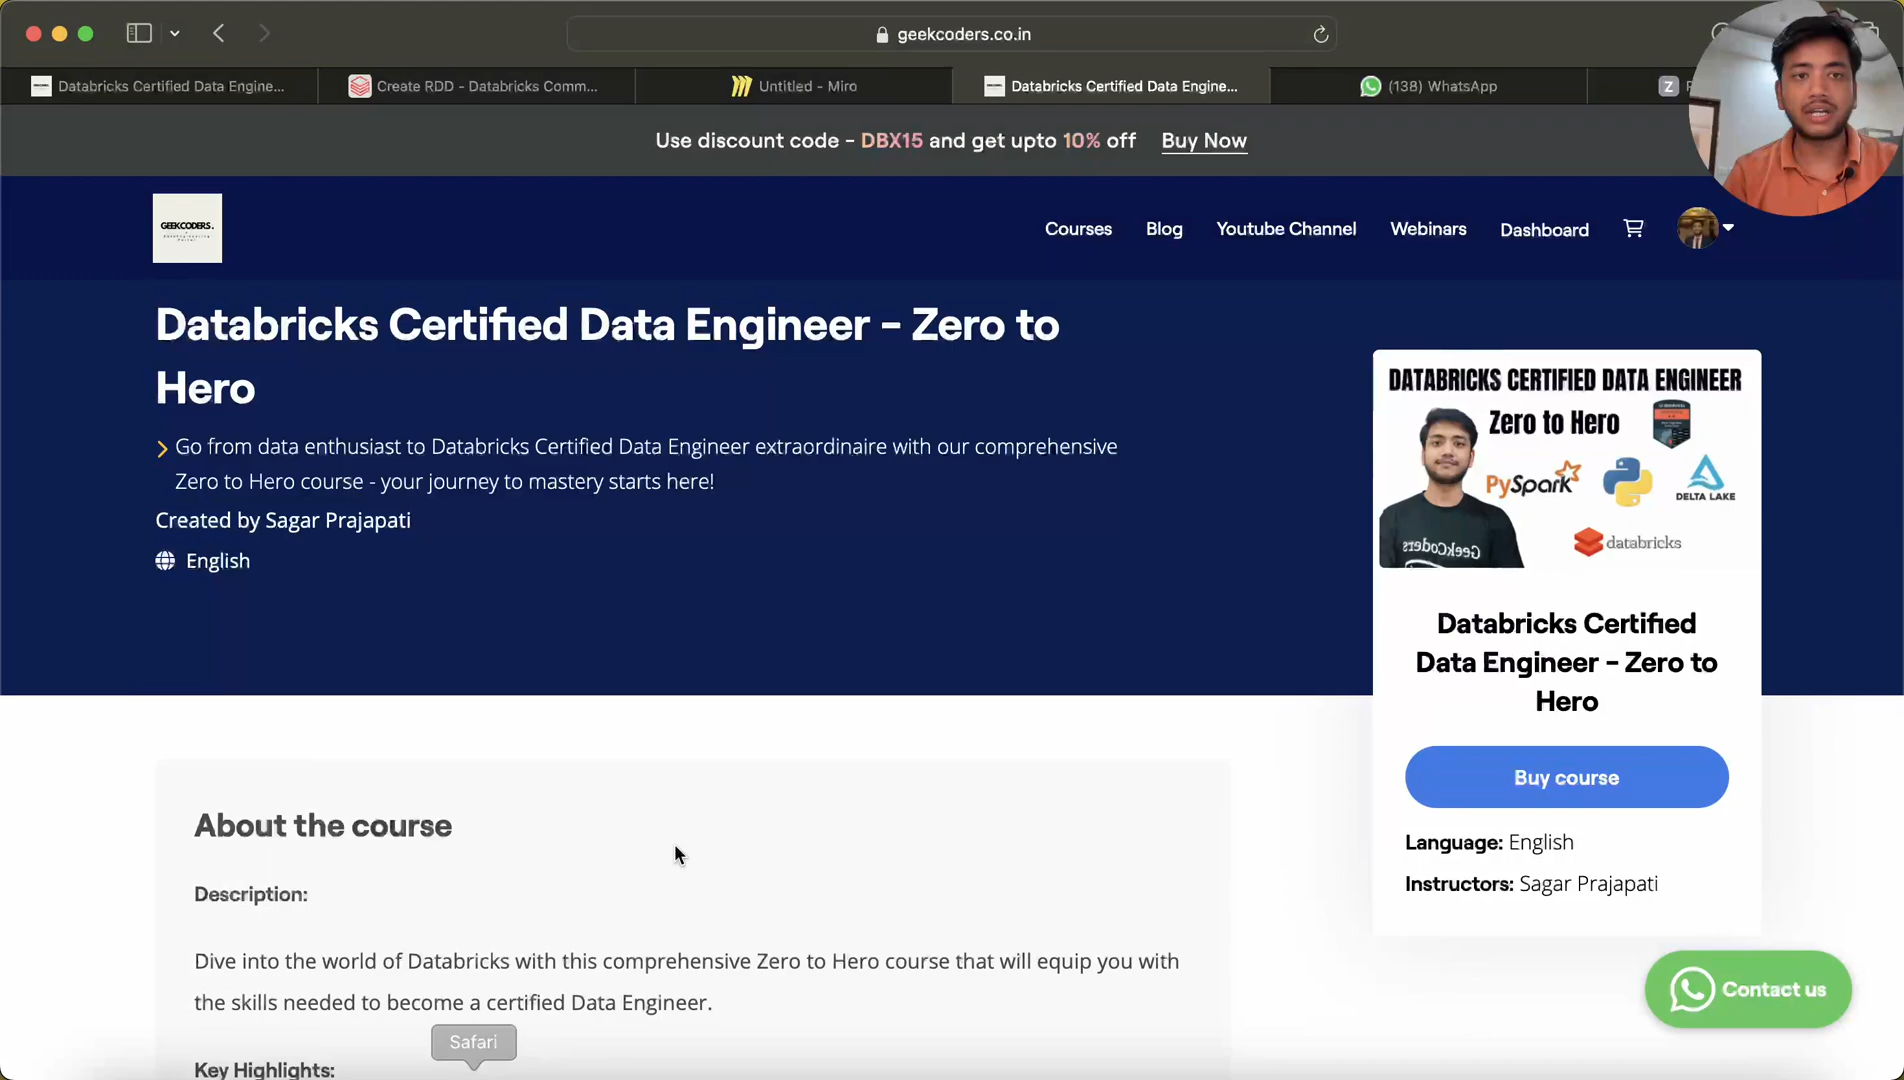 geekcoders.co.in
Databricks Certified Data Engine...
Create RDD - Databricks Comm...
Untitled - Miro
Databricks Certified Data Engine...
(138) WhatsApp
Z
Use discount code - DBX15 and get upto 10% off Buy Now
GEEKCODERS.
Courses
Blog
Youtube Channel
Webinars
Dashboard
Databricks Certified Data Engineer - Zero to
Hero
Go from data enthusiast to Databricks Certified Data Engineer extraordinaire with our comprehensive
Zero to Hero course - your journey to mastery starts here!
Created by Sagar Prajapati
English
DATABRICKS CERTIFIED DATA ENGINEER
Zero to Hero
PySpark
DELTA LAKE
GeekCoders
databricks
Databricks Certified
Data Engineer - Zero to
Hero
Buy course
Language: English
Instructors: Sagar Prajapati
About the course
Description:
Dive into the world of Databricks with this comprehensive Zero to Hero course that will equip you with
the skills needed to become a certified Data Engineer.
Key Highlights:
Safari
Contact us